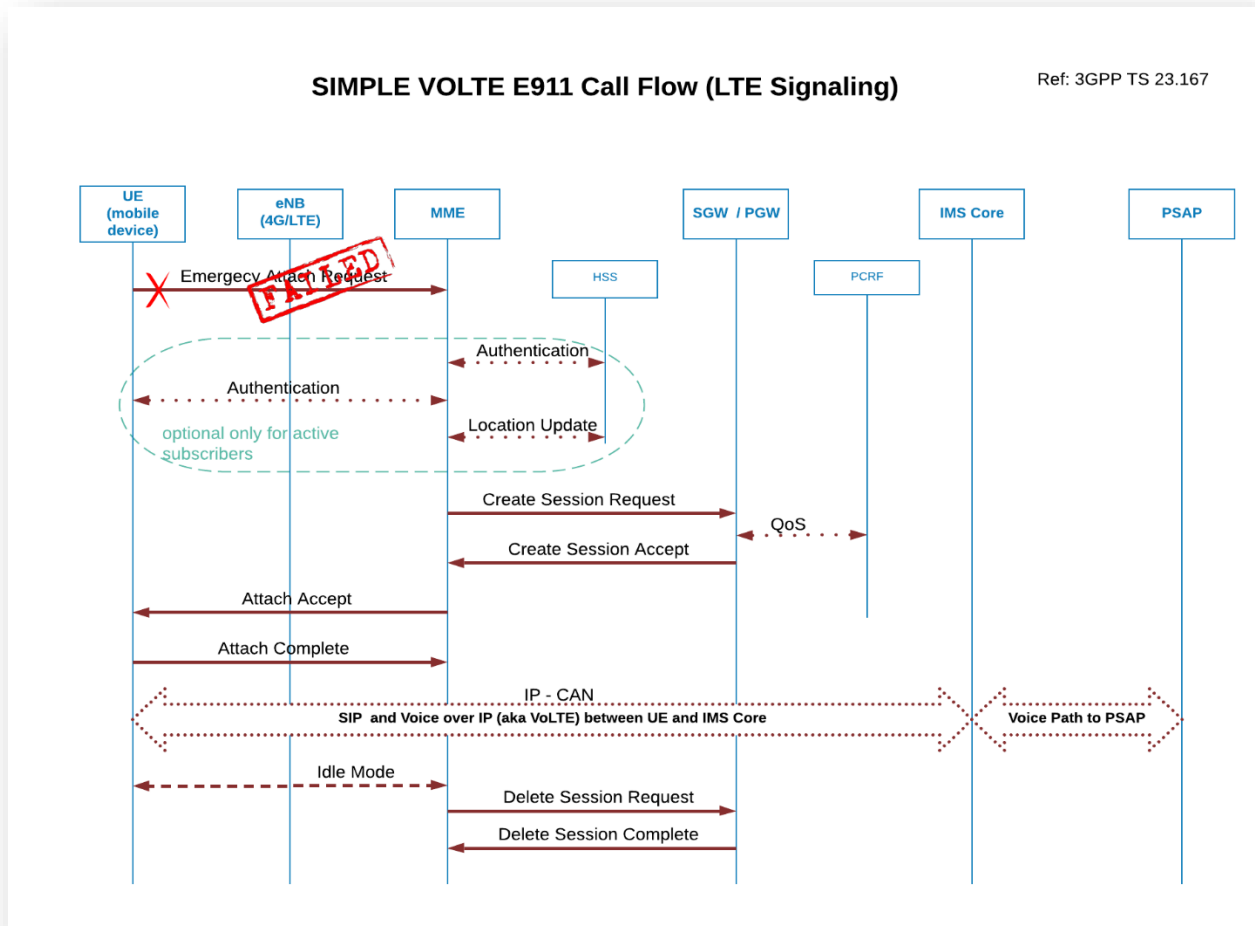 SIMPLE VOLTE E911 Call Flow (LTE Signaling)
Ref: 3GPP TS 23.167
UE
(mobile
device)
eNB
(4G/LTE)
MME
SGW / PGW
IMS Core
PSAP
HSS
PCRF
Emergecy Attach Request
FAILED
Authentication
Authentication
Location Update
optional only for active
subscribers
Create Session Request
QoS
Create Session Accept
Attach Accept
Attach Complete
IP - CAN
SIP and Voice over IP (aka VoLTE) between UE and IMS Core
Voice Path to PSAP
Idle Mode
Delete Session Request
Delete Session Complete